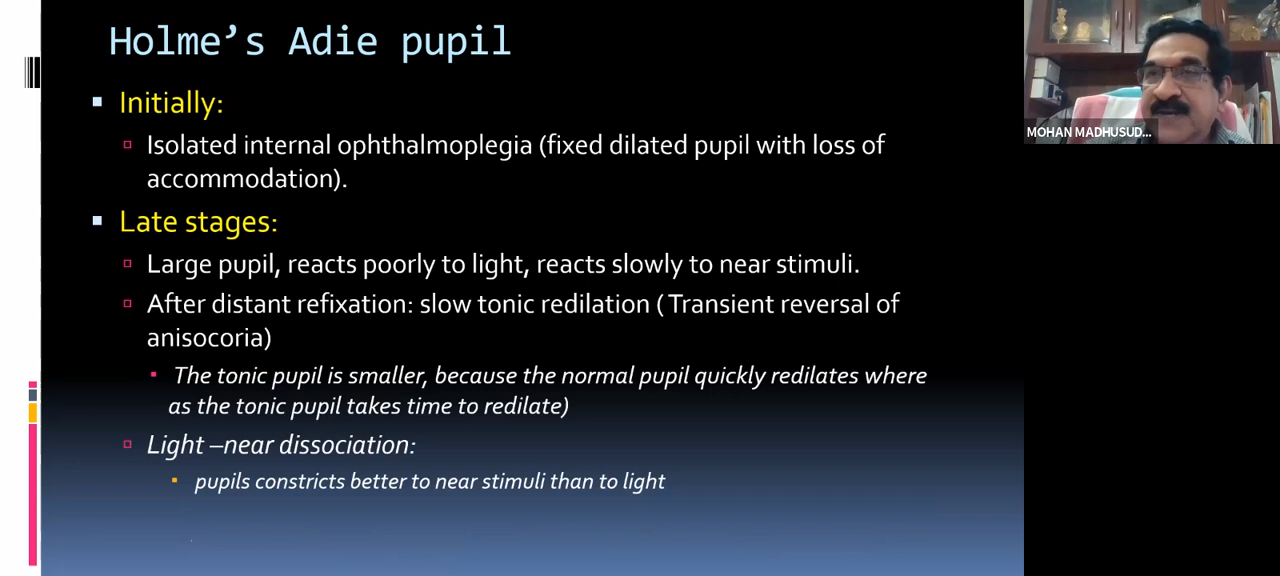 Holme's Adie pupil
Initially:
Isolated internal ophthalmoplegia (fixed dilated pupil with loss of
accommodation).
Late stages:
Large pupil, reacts poorly to light, reacts slowly to near stimuli.
After distant refixation: slow tonic redilation ( Transient reversal of
anisocoria)
The tonic pupil is smaller, because the normal pupil quickly redilates where
as the tonic pupil takes time to redilate)
Light –near dissociation:
pupils constricts better to near stimuli than to light
MOHAN MADHUSUD...